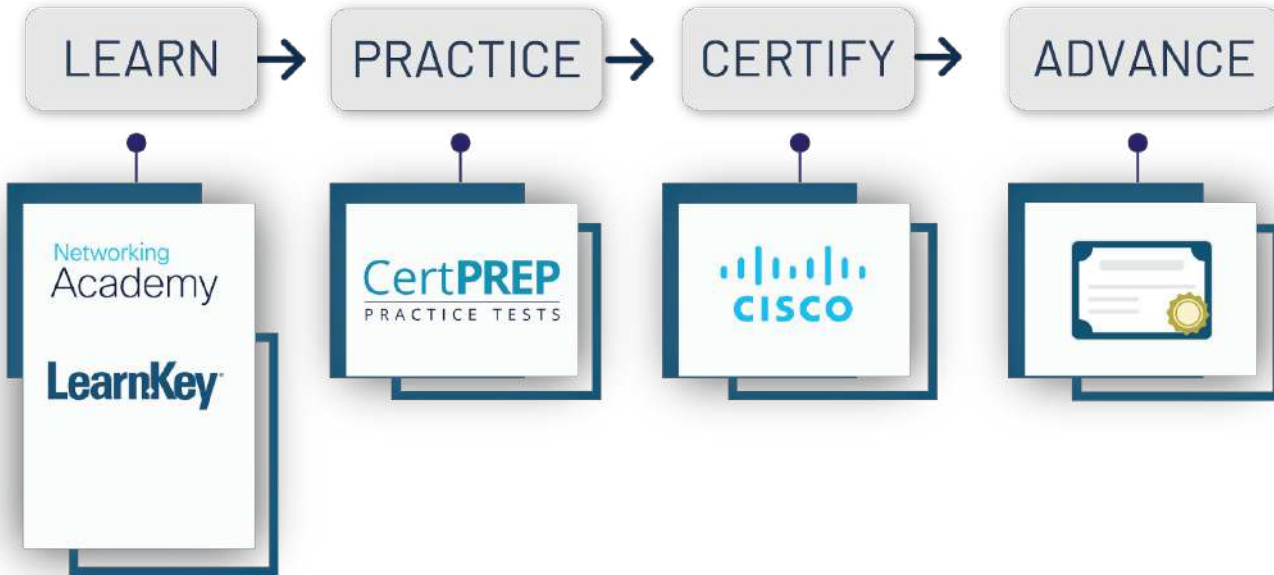 LEARN
PRACTICE
CERTIFY
ADVANCE
Networking
Academy
LearnKey
CertPREP
PRACTICE TESTS
CISCO